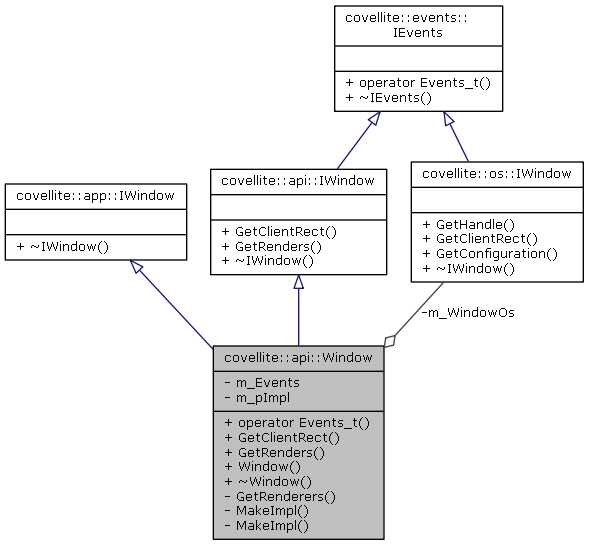 covellite::events::
IEvents
+ operator Events_t()
+ ~IEvents()
covellite::app::IWindow
+ ~IWindow()
covellite::api::IWindow
+ GetClientRect()
+ GetRenders()
+ ~IWindow()
covellite::os::IWindow
+ GetHandle()
+ GetClientRect()
+ GetConfiguration()
+ ~IWindow()
-m_WindowOs
covellite::api::Window
- m_Events
- m_pImpl
+ operator Events_t()
+ GetClientRect()
+ GetRenders()
+ Window()
+ ~Window()
- GetRenderers()
- MakeImpl()
- MakeImpl()